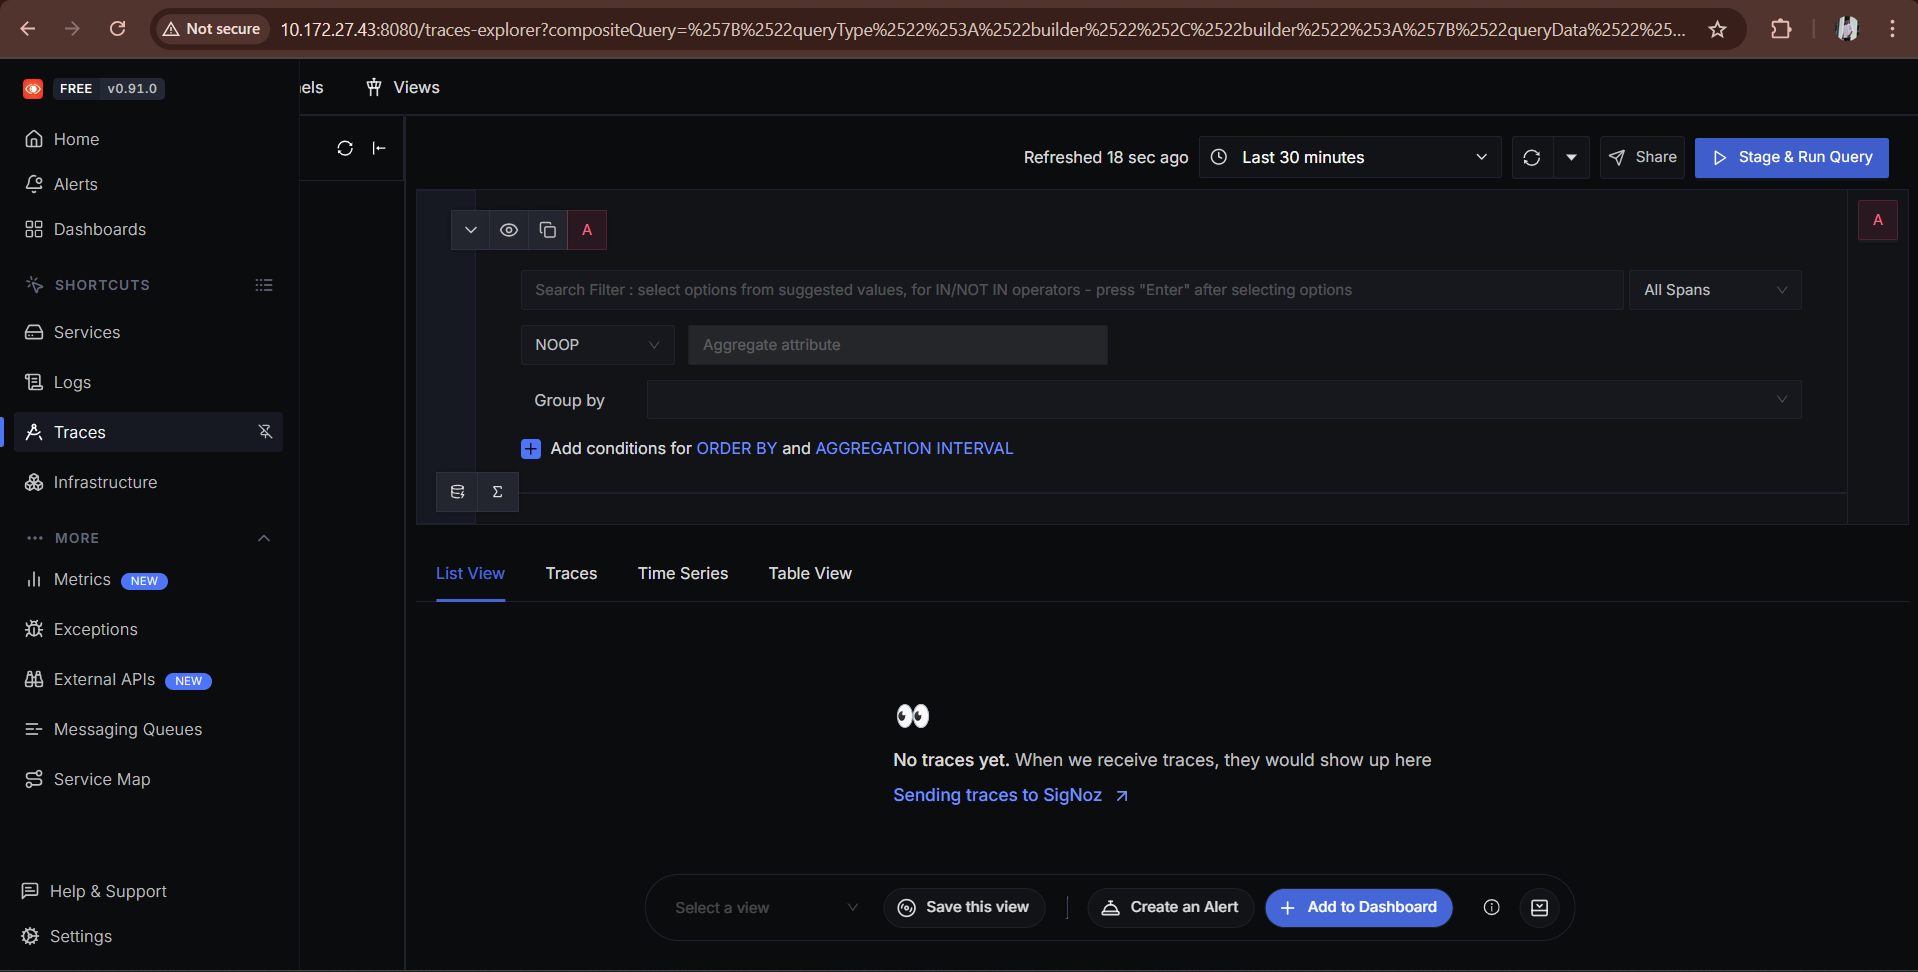 Not secure
10.172.27.43:8080/traces-explorer?compositeQuery=%257B%2522queryType%2522%253A%2522builder%2522%252C%2522builder%2522%253A%257B%2522queryData%2522%25...
FREE v0.91.0
Home
Alerts
Dashboards
SHORTCUTS
Services
Logs
Traces
Infrastructure
MORE
Metrics NEW
Exceptions
External APIs NEW
Messaging Queues
Service Map
Help & Support
Settings
els
Views
Refreshed 18 sec ago
Last 30 minutes
Share
Stage & Run Query
A
A
Search Filter : select options from suggested values, for IN/NOT IN operators - press "Enter" after selecting options
All Spans
NOOP
Aggregate attribute
Group by
Add conditions for ORDER BY and AGGREGATION INTERVAL
Σ
List View
Traces
Time Series
Table View
No traces yet. When we receive traces, they would show up here
Sending traces to SigNoz
Select a view
Save this view
Create an Alert
Add to Dashboard